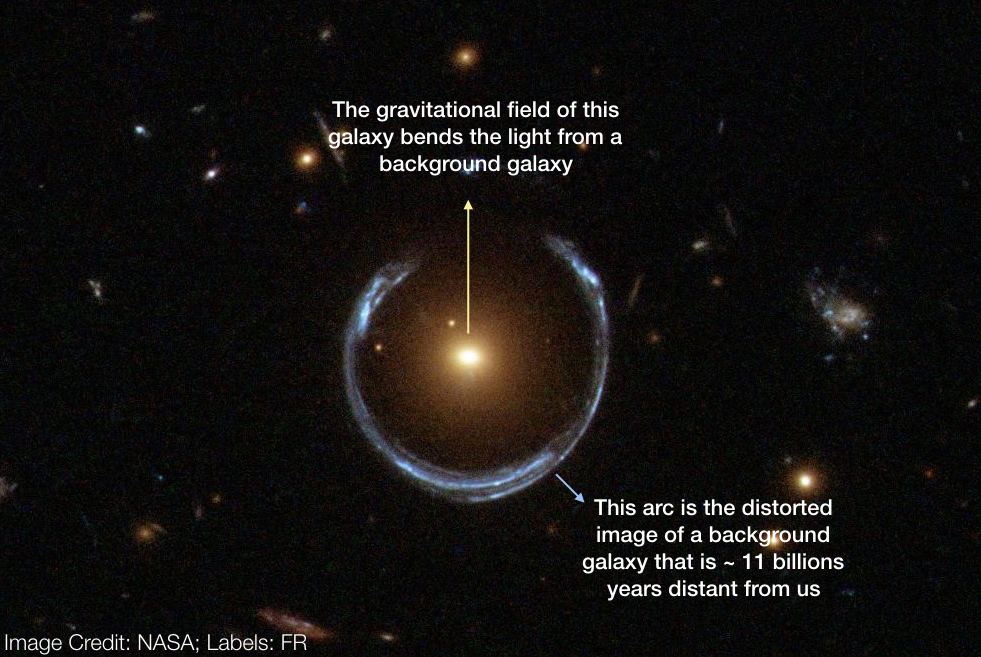 The gravitational field of this
galaxy bends the light from a
background galaxy
This arc is the distorted
image of a background
galaxy that is ~ 11 billions
years distant from us
Image Credit: NASA; Labels: FR